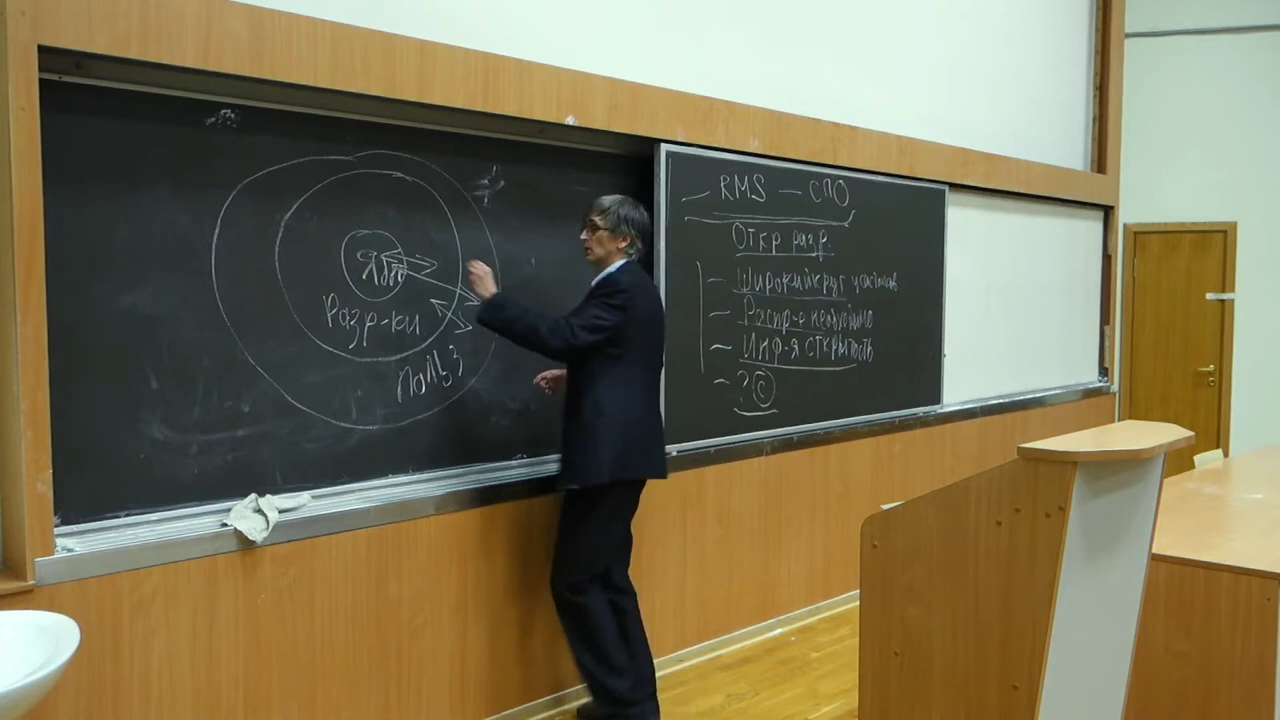 Ядро
Разр-ки
Польз
— RMS — СПО
Откр разр.
— Широкий круг участников
— Распр-е необходимо
— Инф-я открытость
— ? ©